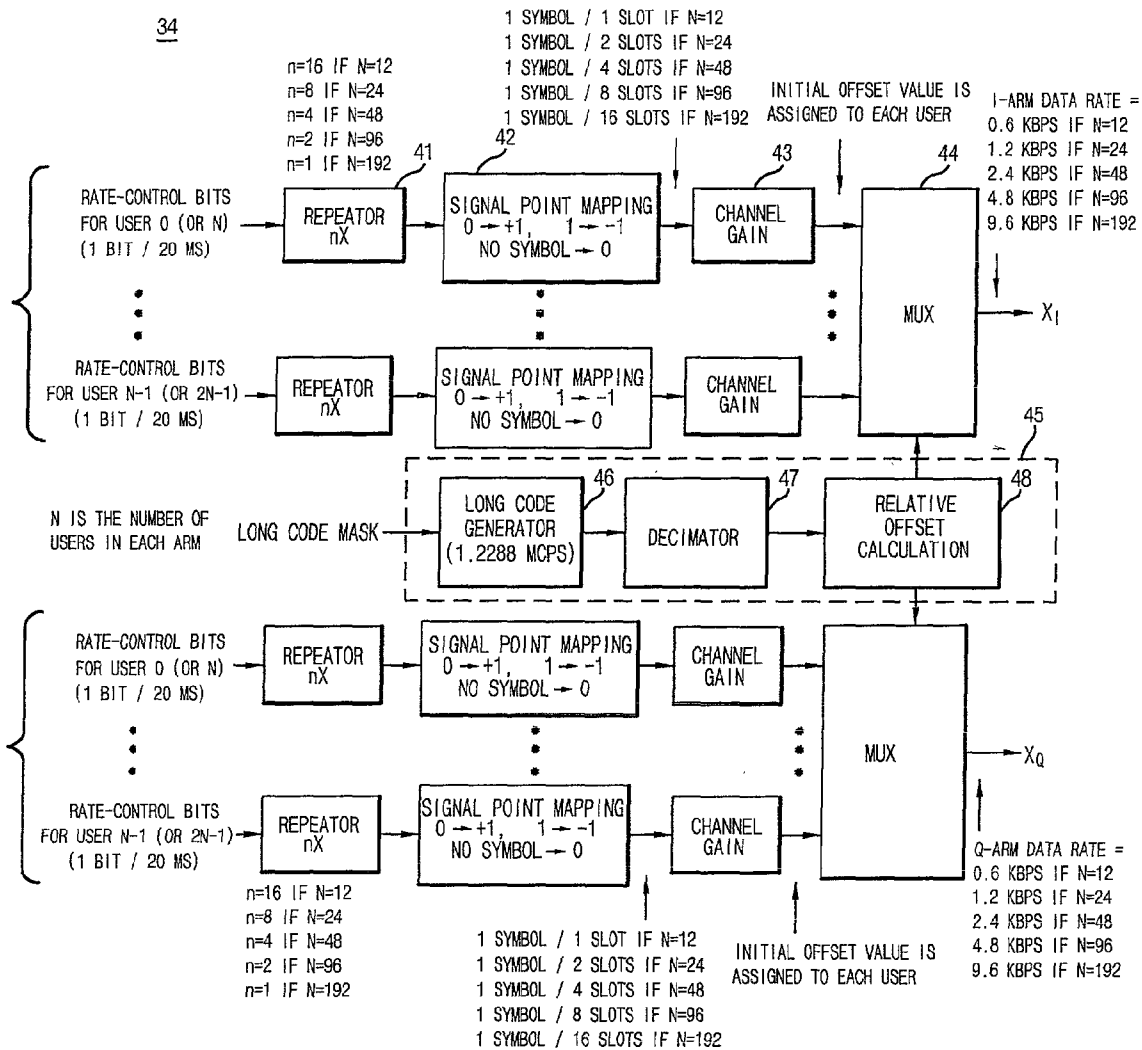 34
1 SYMBOL / 1 SLOT IF N=12
1 SYMBOL / 2 SLOTS IF N=24
1 SYMBOL / 4 SLOTS IF N=48
1 SYMBOL / 8 SLOTS IF N=96
1 SYMBOL / 16 SLOTS IF N=192
n=16 IF N=12
n=8 IF N=24
n=4 IF N=48
n=2 IF N=96
n=1 IF N=192
INITIAL OFFSET VALUE IS
ASSIGNED TO EACH USER
I-ARM DATA RATE =
0.6 KBPS IF N=12
1.2 KBPS IF N=24
2.4 KBPS IF N=48
4.8 KBPS IF N=96
9.6 KBPS IF N=192
41
42
43
44
RATE-CONTROL BITS
FOR USER 0 (OR N)
(1 BIT / 20 MS)
REPEATOR
nX
SIGNAL POINT MAPPING
0→+1, 1→-1
NO SYMBOL→0
CHANNEL
GAIN
MUX
XI
RATE-CONTROL BITS
FOR USER N-1 (OR 2N-1)
(1 BIT / 20 MS)
REPEATOR
nX
SIGNAL POINT MAPPING
0→+1, 1→-1
NO SYMBOL→0
CHANNEL
GAIN
45
46
47
48
N IS THE NUMBER OF
USERS IN EACH ARM
LONG CODE MASK
LONG CODE
GENERATOR
(1.2288 MCPS)
DECIMATOR
RELATIVE
OFFSET
CALCULATION
RATE-CONTROL BITS
FOR USER 0 (OR N)
(1 BIT / 20 MS)
REPEATOR
nX
SIGNAL POINT MAPPING
0→+1, 1→-1
NO SYMBOL→0
CHANNEL
GAIN
MUX
XQ
RATE-CONTROL BITS
FOR USER N-1 (OR 2N-1)
(1 BIT / 20 MS)
REPEATOR
nX
SIGNAL POINT MAPPING
0→+1, 1→-1
NO SYMBOL→0
CHANNEL
GAIN
n=16 IF N=12
n=8 IF N=24
n=4 IF N=48
n=2 IF N=96
n=1 IF N=192
1 SYMBOL / 1 SLOT IF N=12
1 SYMBOL / 2 SLOTS IF N=24
1 SYMBOL / 4 SLOTS IF N=48
1 SYMBOL / 8 SLOTS IF N=96
1 SYMBOL / 16 SLOTS IF N=192
INITIAL OFFSET VALUE IS
ASSIGNED TO EACH USER
Q-ARM DATA RATE =
0.6 KBPS IF N=12
1.2 KBPS IF N=24
2.4 KBPS IF N=48
4.8 KBPS IF N=96
9.6 KBPS IF N=192